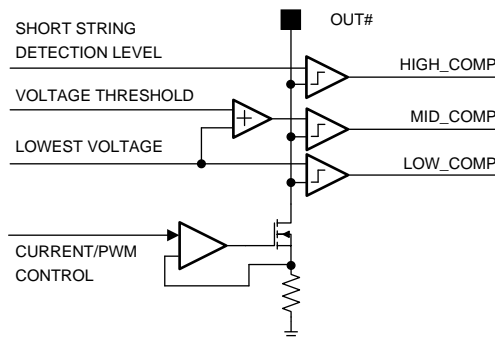 OUT#
SHORT STRING
DETECTION LEVEL
HIGH_COMP
VOLTAGE THRESHOLD
MID_COMP
LOWEST VOLTAGE
LOW_COMP
CURRENT/PWM
CONTROL